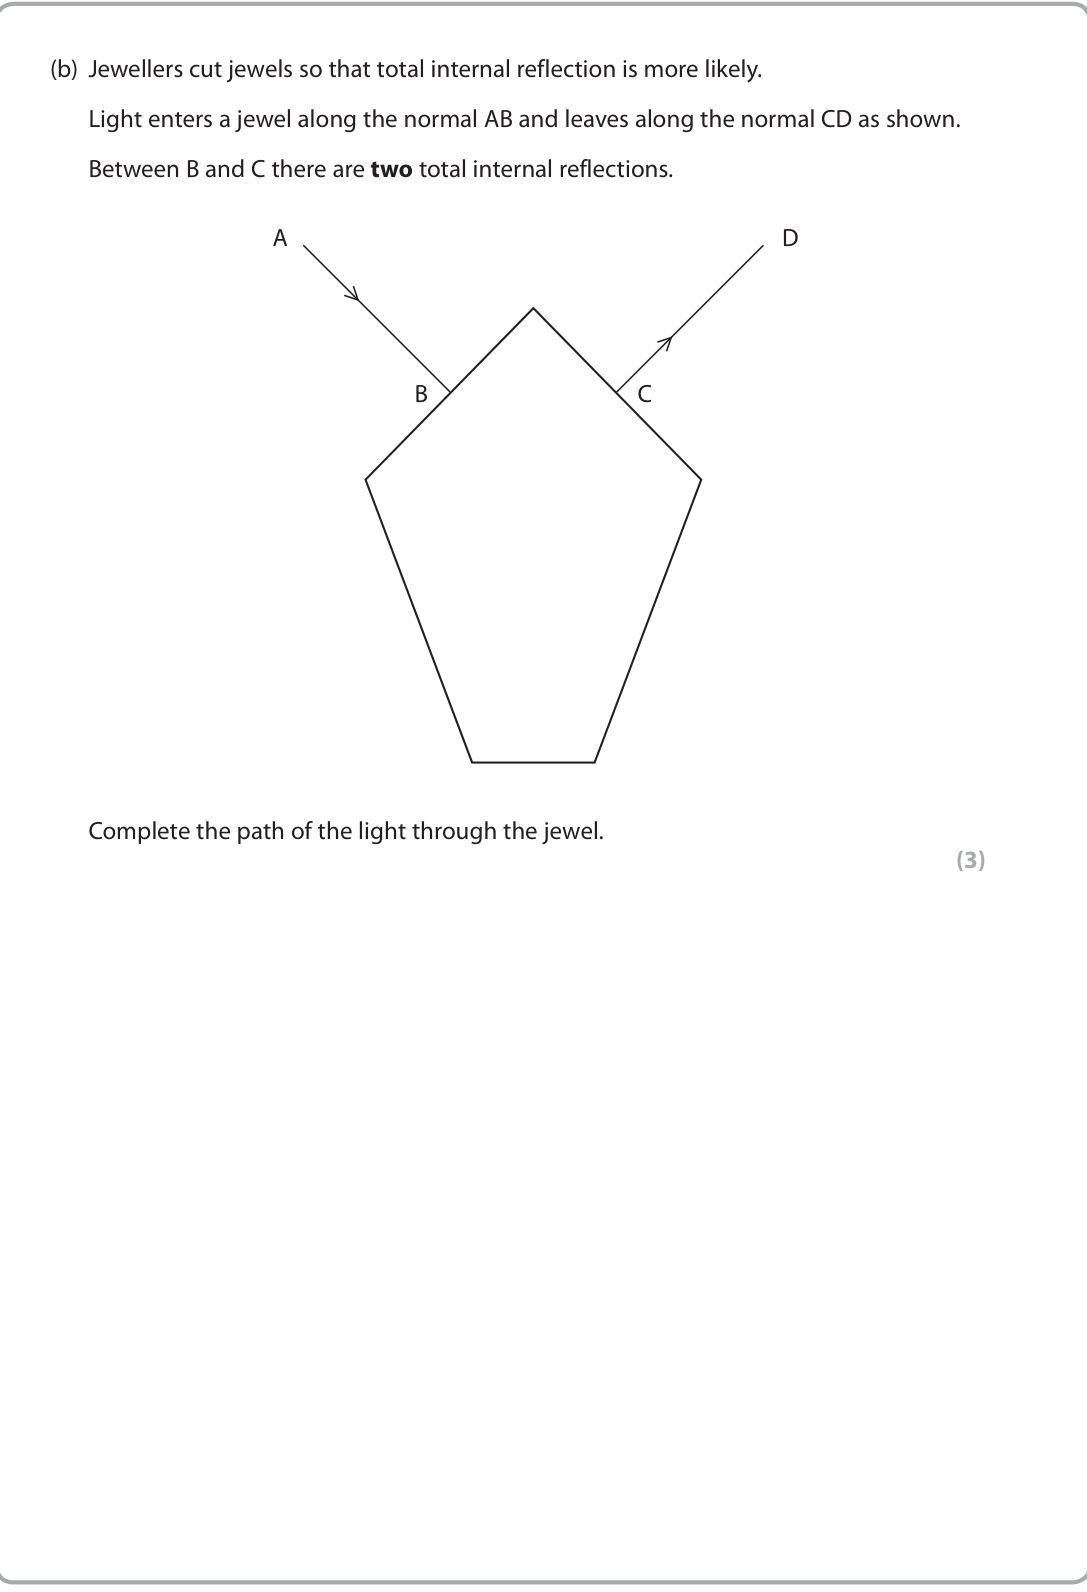 (b) Jewellers cut jewels so that total internal reflection is more likely.
Light enters a jewel along the normal AB and leaves along the normal CD as shown.
Between B and C there are two total internal reflections.
A
D
B
C
Complete the path of the light through the jewel.
(3)